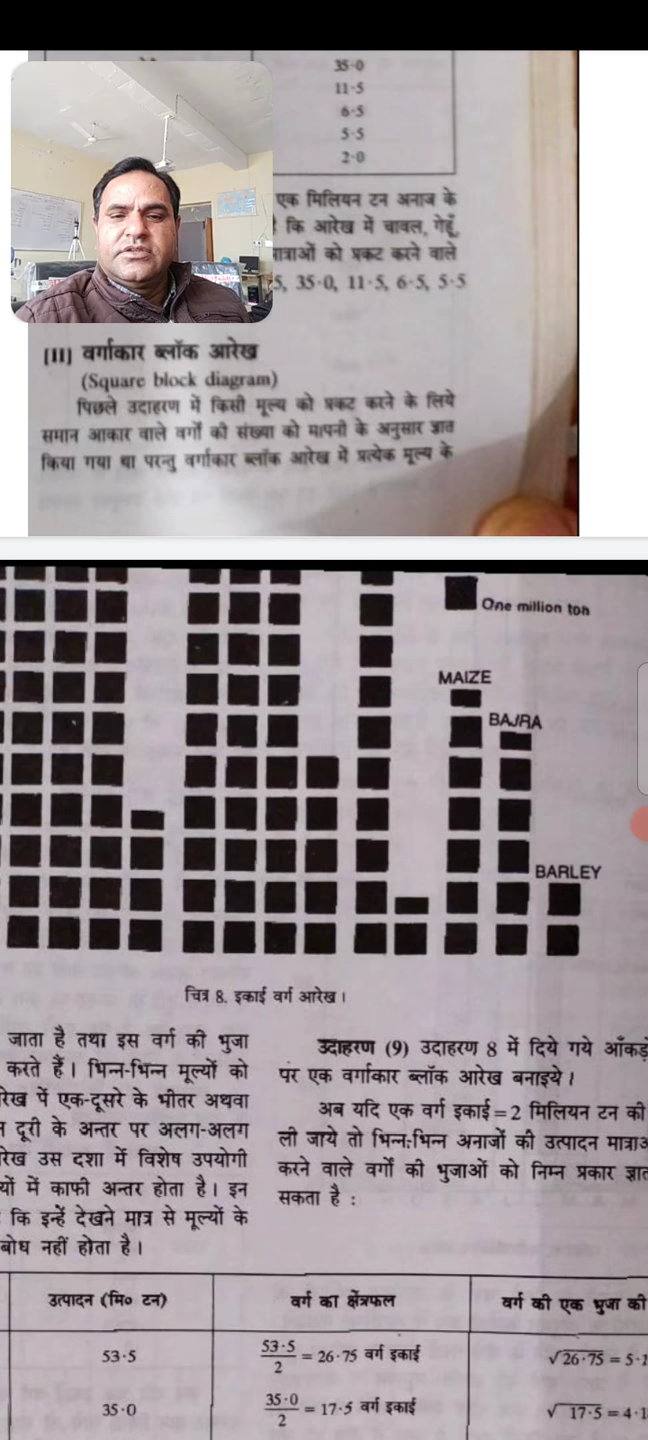 35·0
11·5
6·5
5·5
2·0
एक मिलियन टन अनाज के
कि आरेख में चावल, गेहूँ,
मात्राओं को प्रकट करने वाले
5, 35·0, 11·5, 6·5, 5·5
[II] वर्गाकार ब्लॉक आरेख
(Square block diagram)
पिछले उदाहरण में किसी मूल्य को प्रकट करने के लिये
समान आकार वाले वर्गों की संख्या को मापनी के अनुसार ज्ञात
किया गया था परन्तु वर्गाकार ब्लॉक आरेख में प्रत्येक मूल्य के
One million ton
MAIZE
BAJRA
BARLEY
चित्र 8. इकाई वर्ग आरेख।
जाता है तथा इस वर्ग की भुजा
करते हैं। भिन्न-भिन्न मूल्यों को
रेख पें एक-दूसरे के भीतर अथवा
दूरी के अन्तर पर अलग-अलग
रेख उस दशा में विशेष उपयोगी
यों में काफी अन्तर होता है। इन
कि इन्हें देखने मात्र से मूल्यों के
बोध नहीं होता है।
उदाहरण (9) उदाहरण 8 में दिये गये आँकड़े
पर एक वर्गाकार ब्लॉक आरेख बनाइये।
अब यदि एक वर्ग इकाई = 2 मिलियन टन की
ली जाये तो भिन्न-भिन्न अनाजों की उत्पादन मात्राओं
करने वाले वर्गों की भुजाओं को निम्न प्रकार ज्ञात
सकता है :
उत्पादन (मि० टन) वर्ग का क्षेंत्रफल वर्ग की एक भुजा की
53·5 53·5/2 = 26·75 वर्ग इकाई √26·75 = 5·1
35·0 35·0/2 = 17·5 वर्ग इकाई √17·5 = 4·1